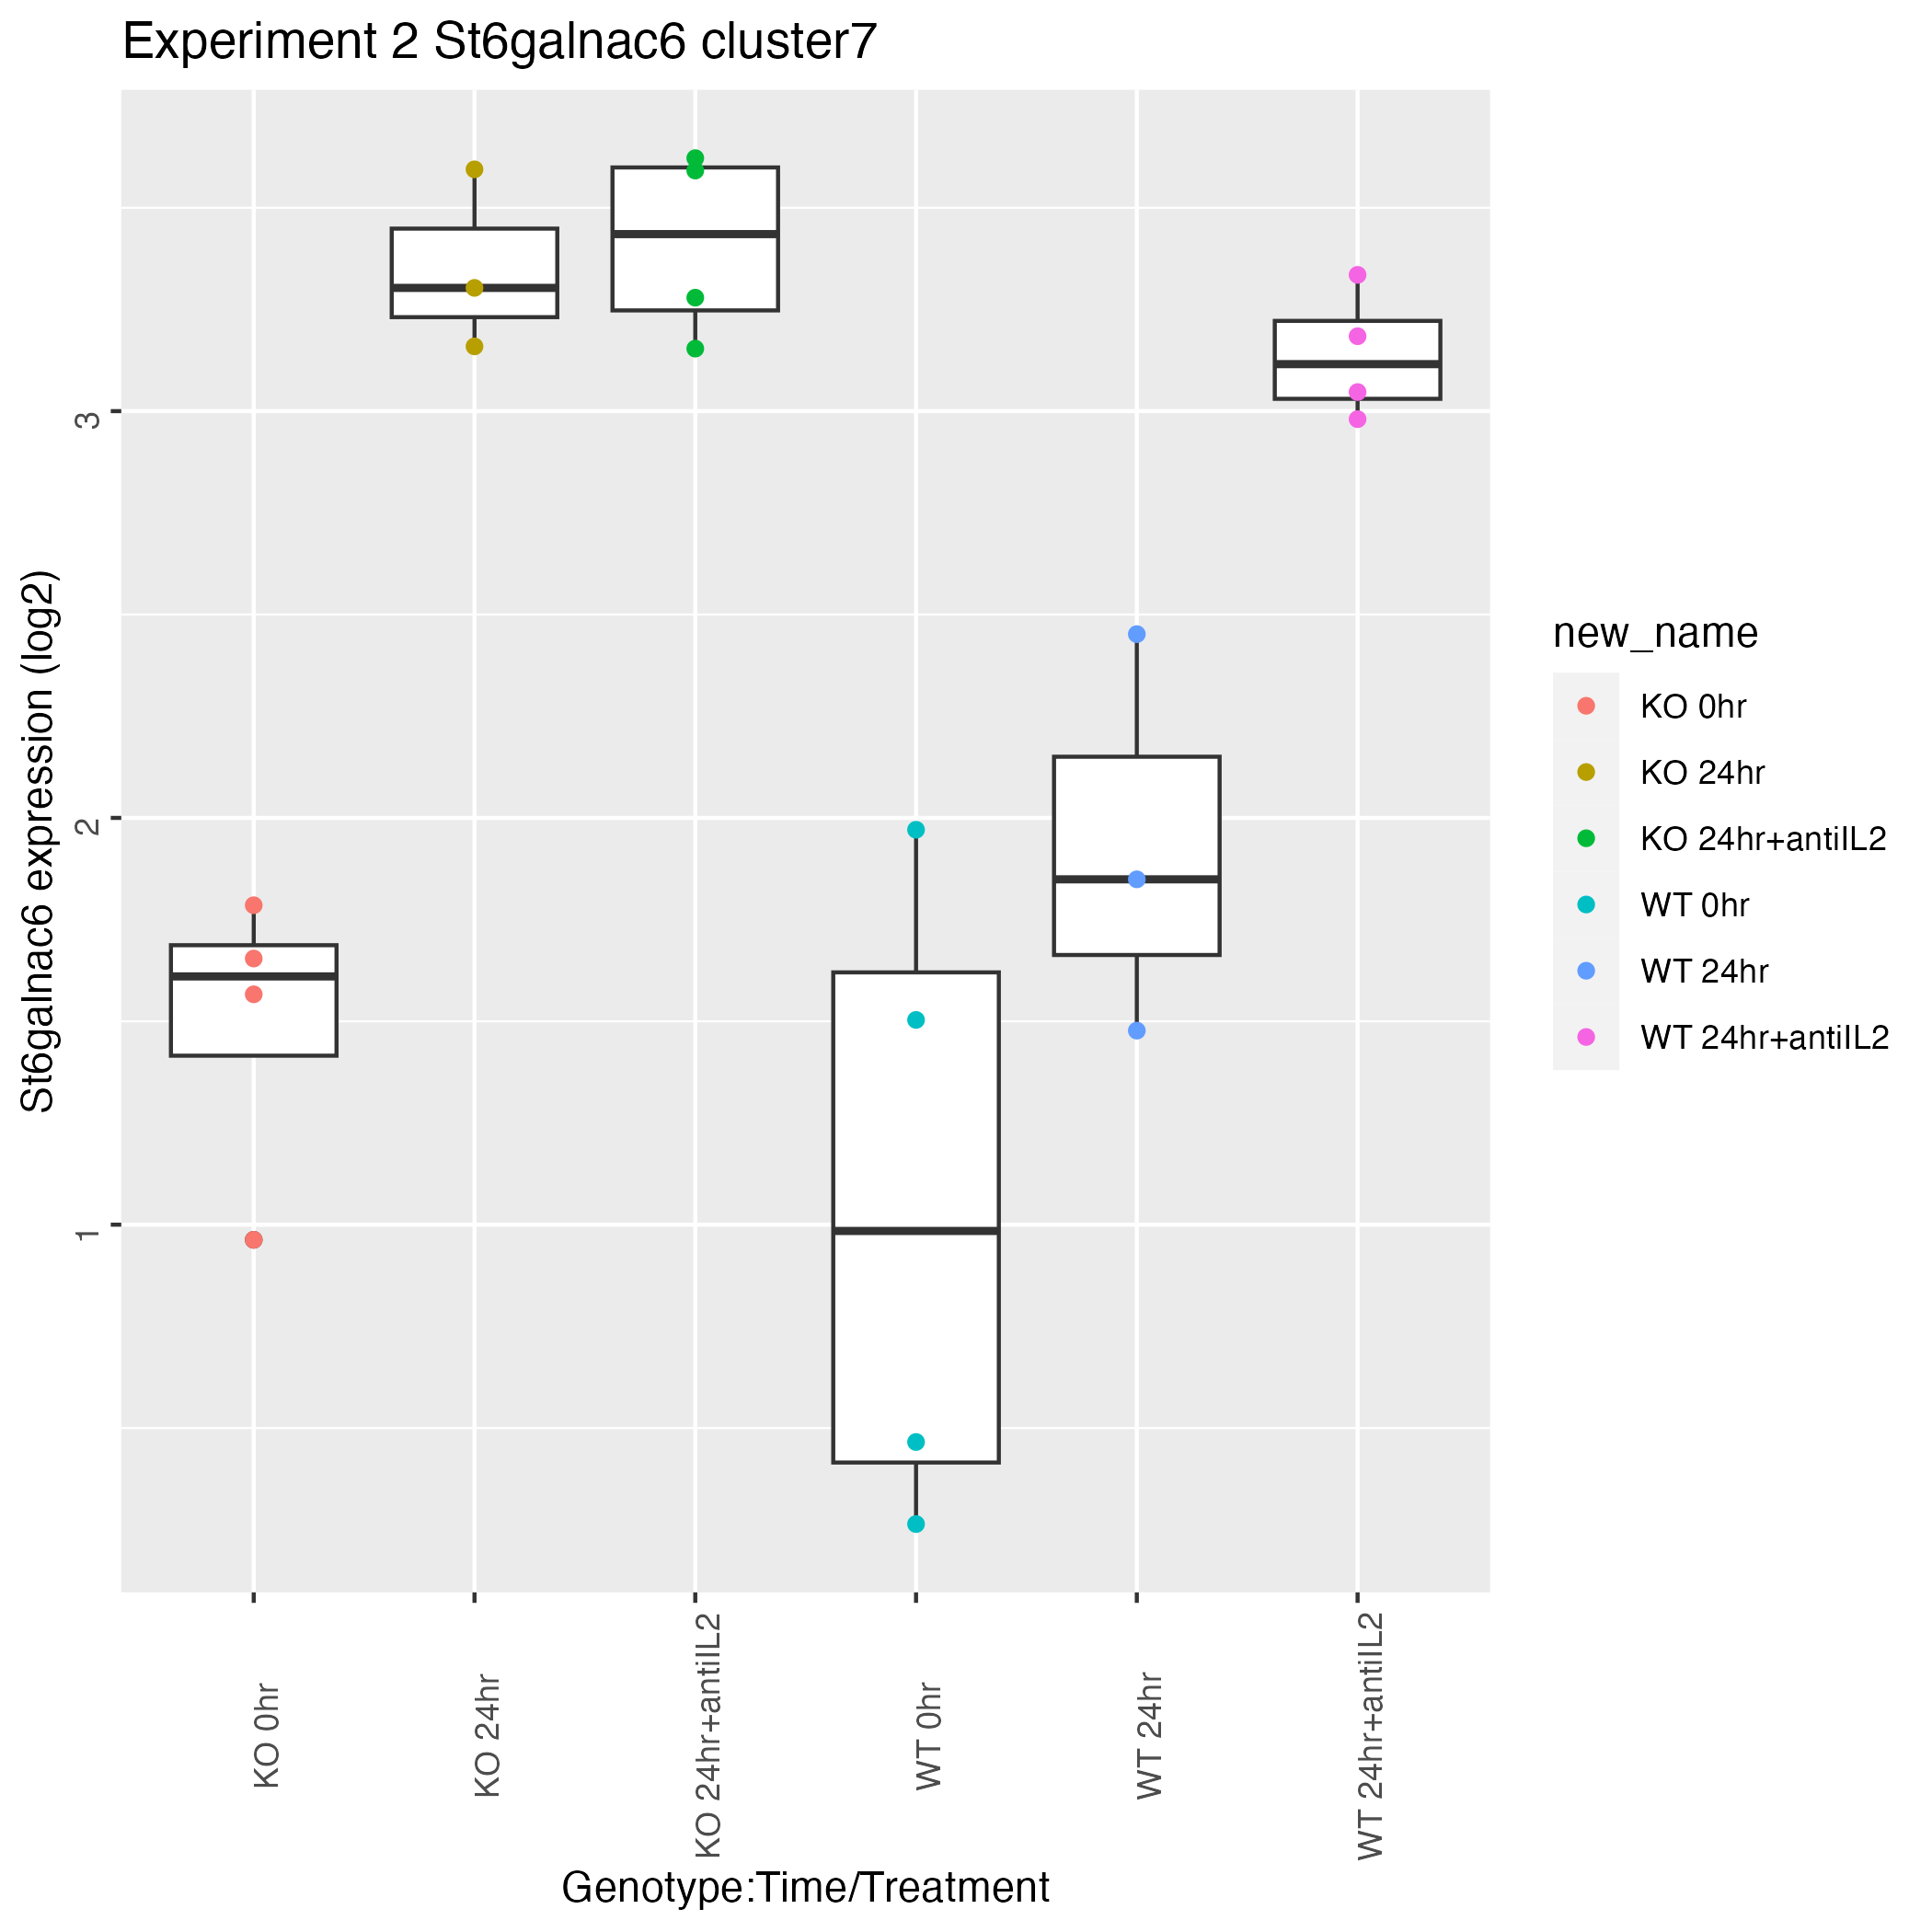 Experiment 2 St6galnac6 cluster7
St6galnac6 expression (log2)
3
2
1
KO 0hr
KO 24hr
KO 24hr+antiIL2
WT 0hr
WT 24hr
WT 24hr+antiIL2
Genotype:Time/Treatment
new_name
KO 0hr
KO 24hr
KO 24hr+antiIL2
WT 0hr
WT 24hr
WT 24hr+antiIL2